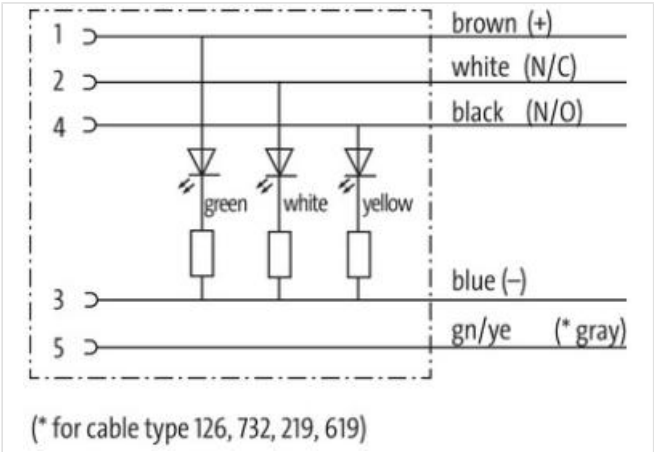 1 brown (+)
2 white (N/C)
4 black (N/O)
green white yellow
3 blue (–)
5 gn/ye (* gray)
(* for cable type 126, 732, 219, 619)